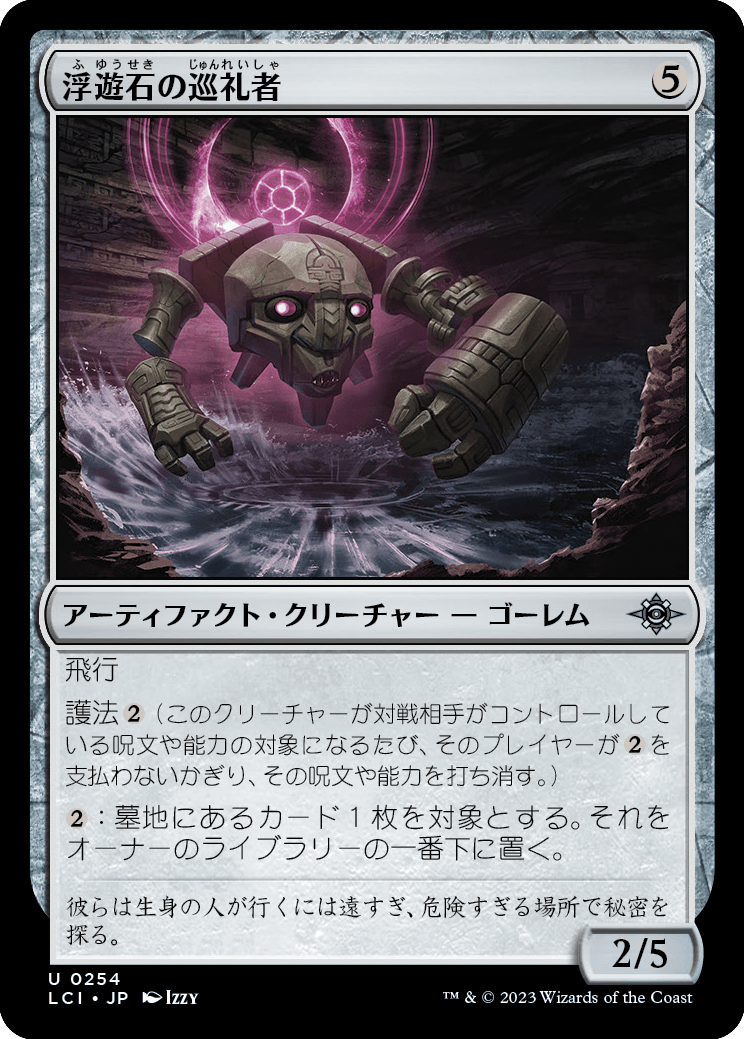 ふゆうせき じゅんれいしゃ
浮遊石の巡礼者 5
アーティファクト・クリーチャー — ゴーレム
飛行
護法 2 （このクリーチャーが対戦相手がコントロールして
いる呪文や能力の対象になるたび、そのプレイヤーが 2 を
支払わないかぎり、その呪文や能力を打ち消す。）
2 ：墓地にあるカード１枚を対象とする。それを
オーナーのライブラリーの一番下に置く。
彼らは生身の人が行くには遠すぎ、危険すぎる場所で秘密を
探る。
2/5
U 0254
LCI • JP Izzy
™ & © 2023 Wizards of the Coast